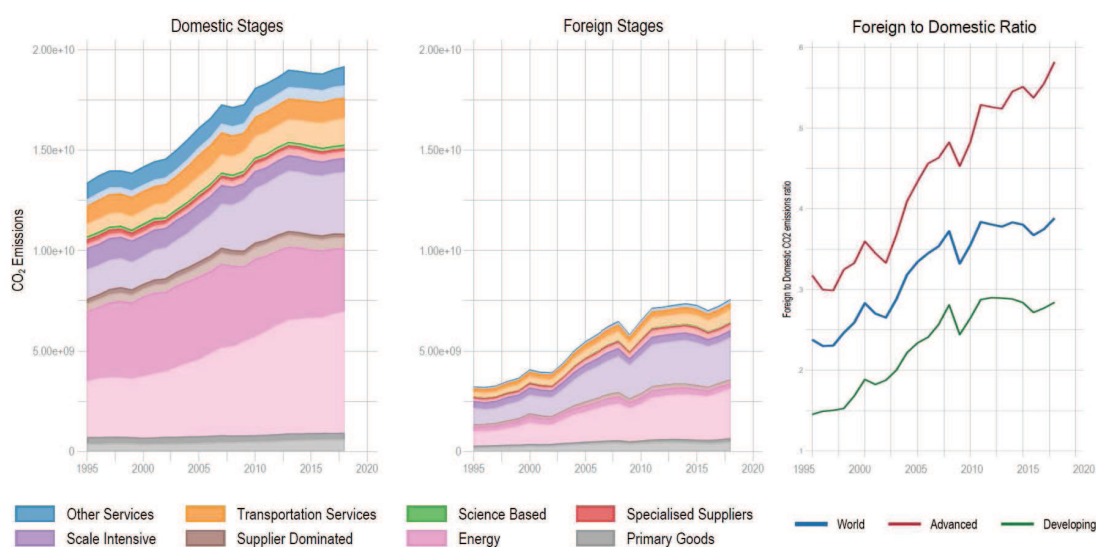 Domestic Stages
Foreign Stages
Foreign to Domestic Ratio
CO₂ Emissions
2.00e+10
1.50e+10
1.00e+10
5.00e+09
0
1995 2000 2005 2010 2015 2020
2.00e+10
1.50e+10
1.00e+10
5.00e+09
0
1995 2000 2005 2010 2015 2020
Foreign to Domestic CO2 emissions ratio
6
5
4
3
2
1
1995 2000 2005 2010 2015 2020
Other Services Transportation Services Science Based Specialised Suppliers
Scale Intensive Supplier Dominated Energy Primary Goods
World Advanced Developing